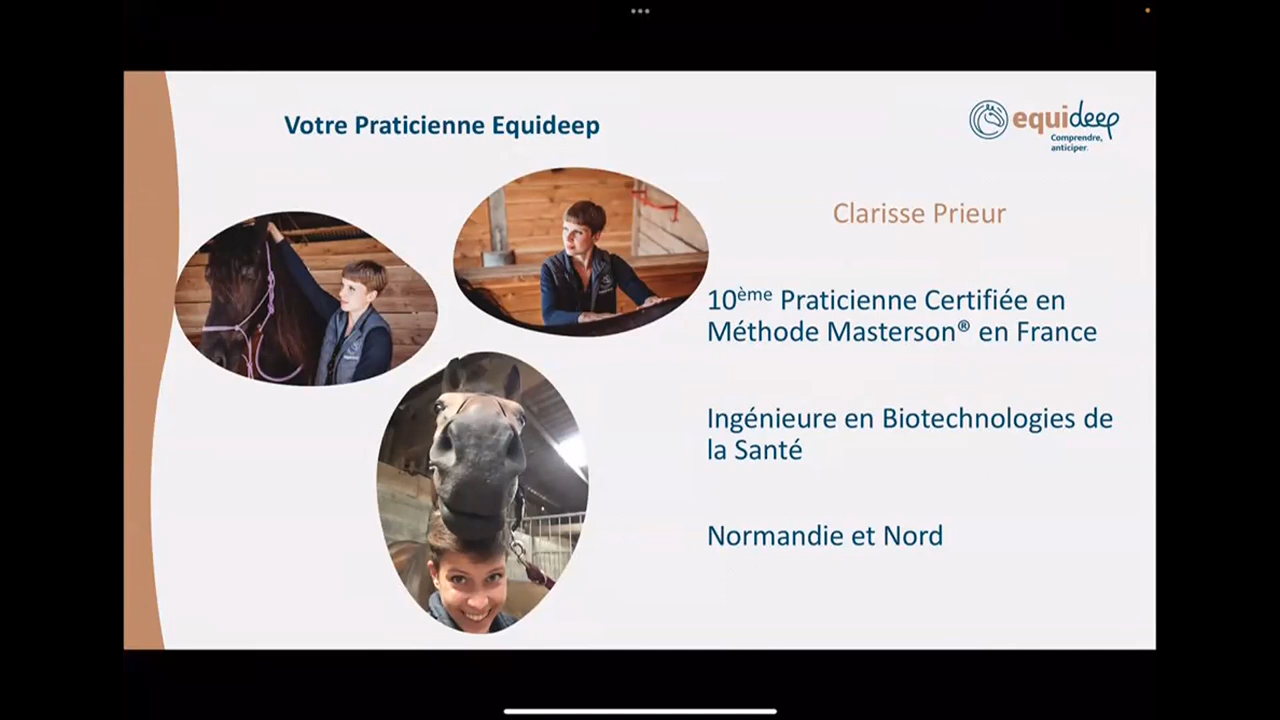 Votre Praticienne Equideep
equideep
Comprendre,
anticiper.
Clarisse Prieur
10ème Praticienne Certifiée en
Méthode Masterson® en France
Ingénieure en Biotechnologies de
la Santé
Normandie et Nord